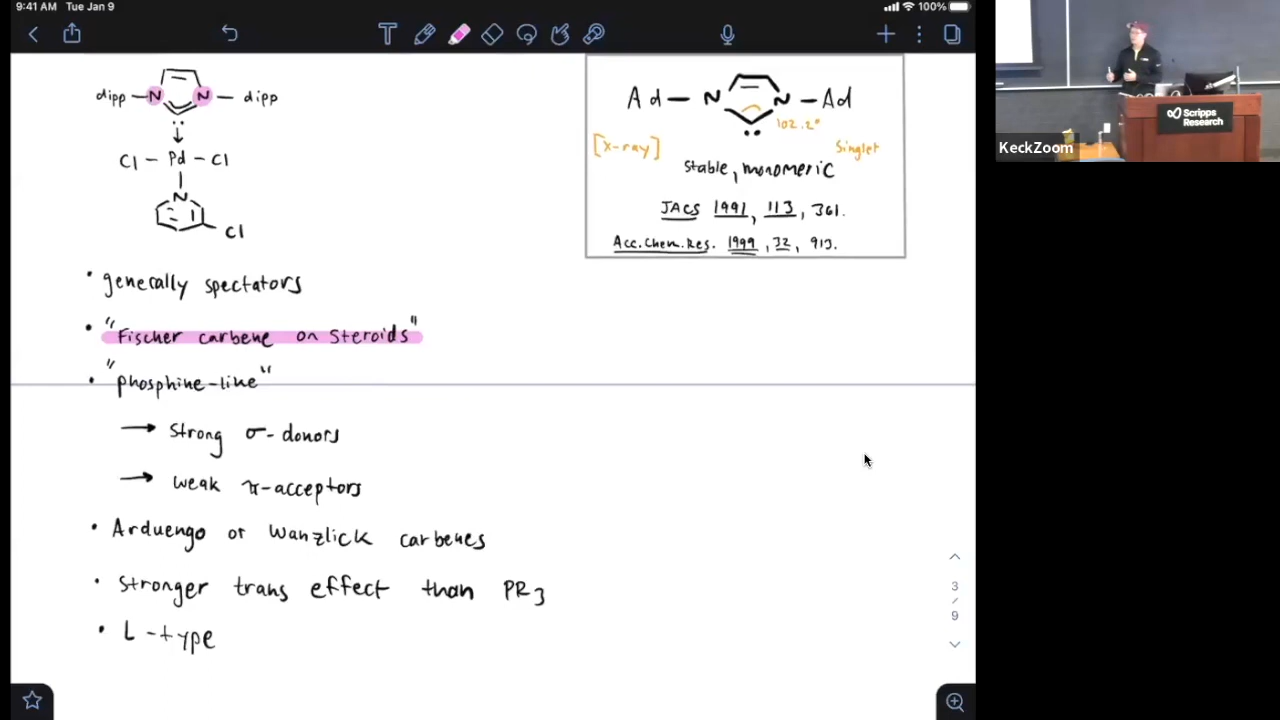 9:41 AM Tue Jan 9
100%
dipp N N dipp
Cl Pd Cl
N
Cl
Ad N N Ad
102.2°
[x-ray] Singlet
Stable, monomeric
JACS 1991, 113, 361.
Acc. Chem. Res. 1999, 32, 913.
• generally spectators
• "Fischer carbene on Steroids"
• "phosphine-like"
→ Strong σ-donors
→ weak π-acceptors
• Arduengo or Wanzlick carbenes
• Stronger trans effect than PR3
• L-type
3
/
9
Scripps
Research
KeckZoom